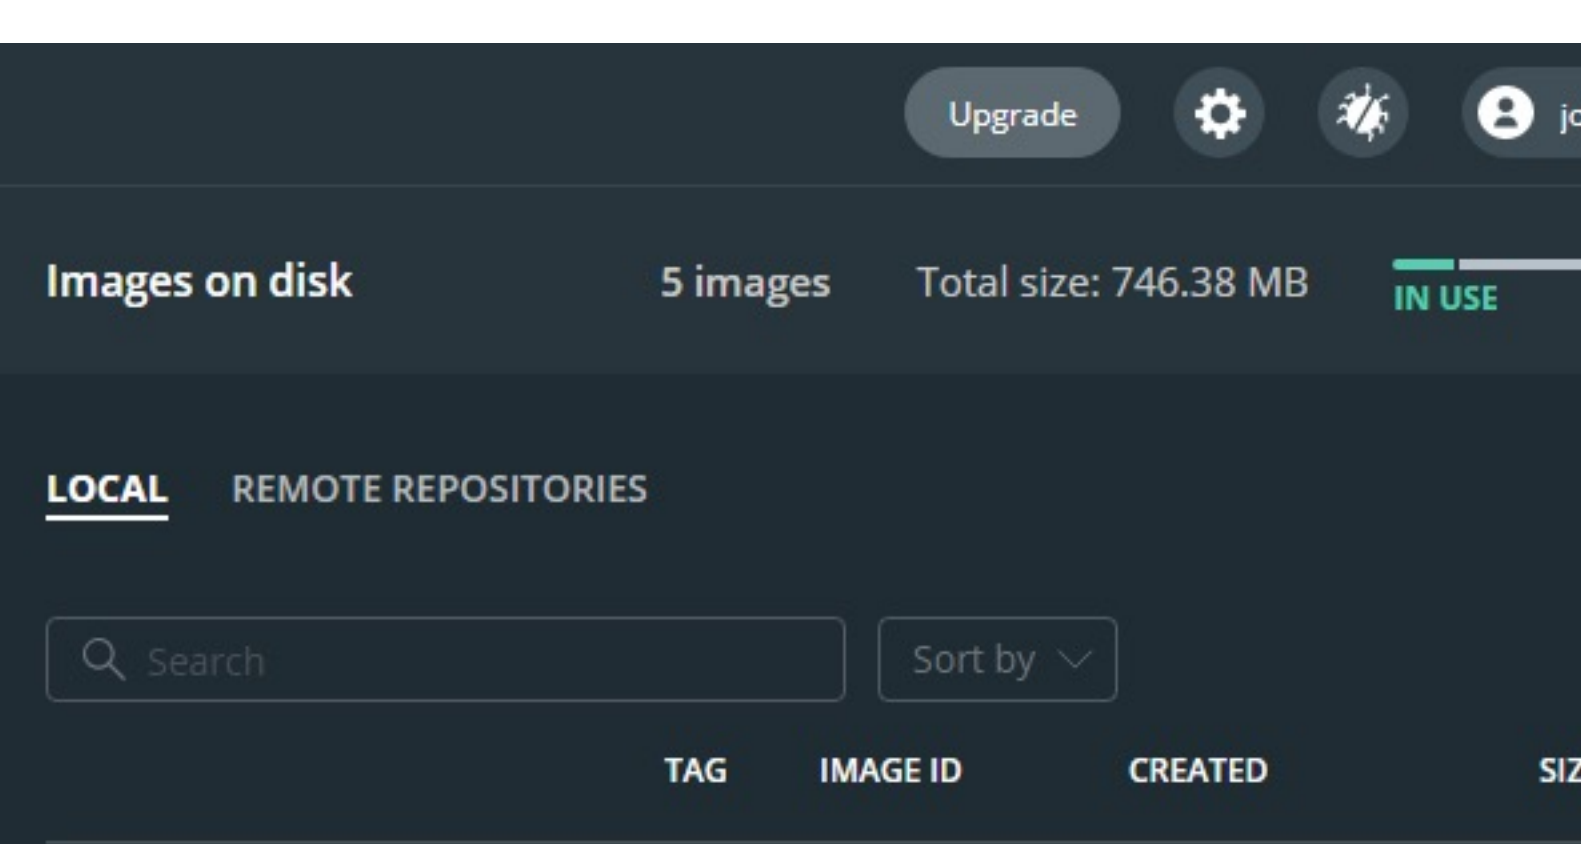 Upgrade
Images on disk 5 images Total size: 746.38 MB
IN USE
LOCAL REMOTE REPOSITORIES
Search Sort by
TAG IMAGE ID CREATED